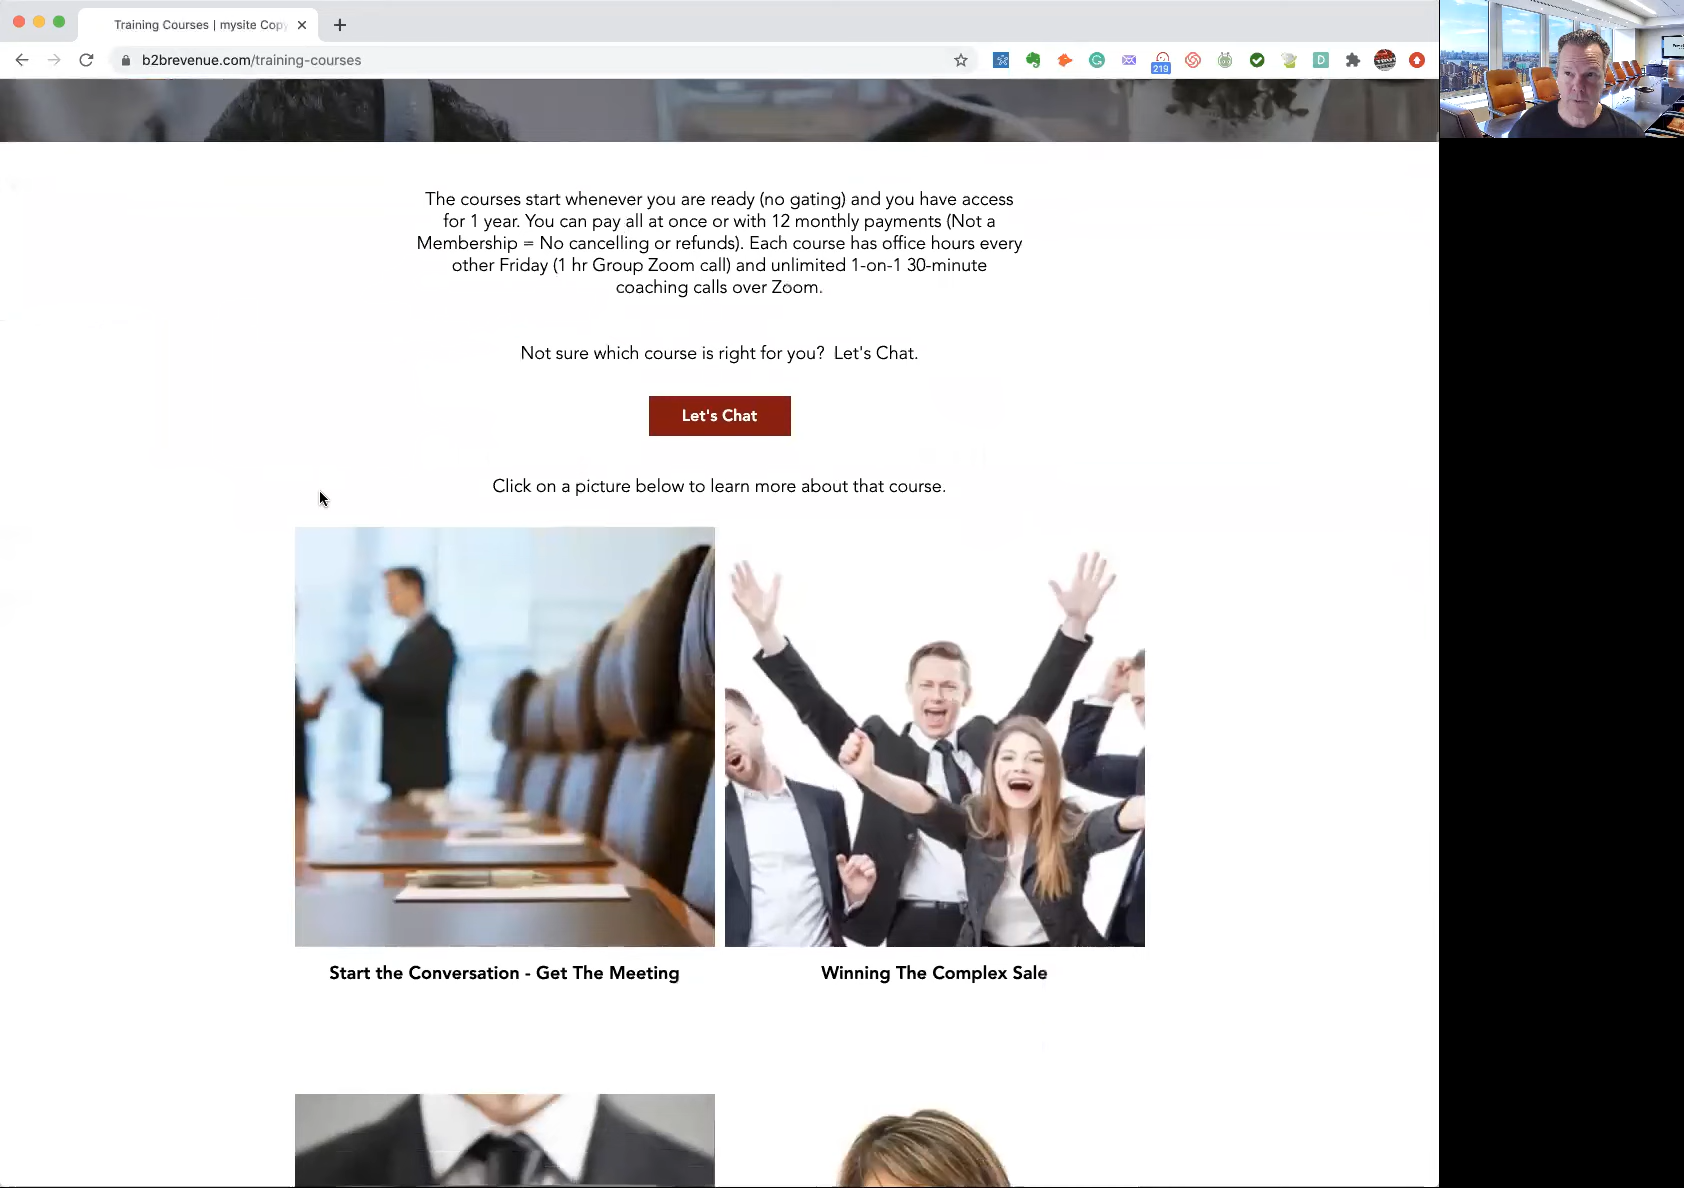 Training Courses | mysite Copy
b2brevenue.com/training-courses
219
D
The courses start whenever you are ready (no gating) and you have access
for 1 year. You can pay all at once or with 12 monthly payments (Not a
Membership = No cancelling or refunds). Each course has office hours every
other Friday (1 hr Group Zoom call) and unlimited 1-on-1 30-minute
coaching calls over Zoom.
Not sure which course is right for you?  Let's Chat.
Let's Chat
Click on a picture below to learn more about that course.
Start the Conversation - Get The Meeting
Winning The Complex Sale